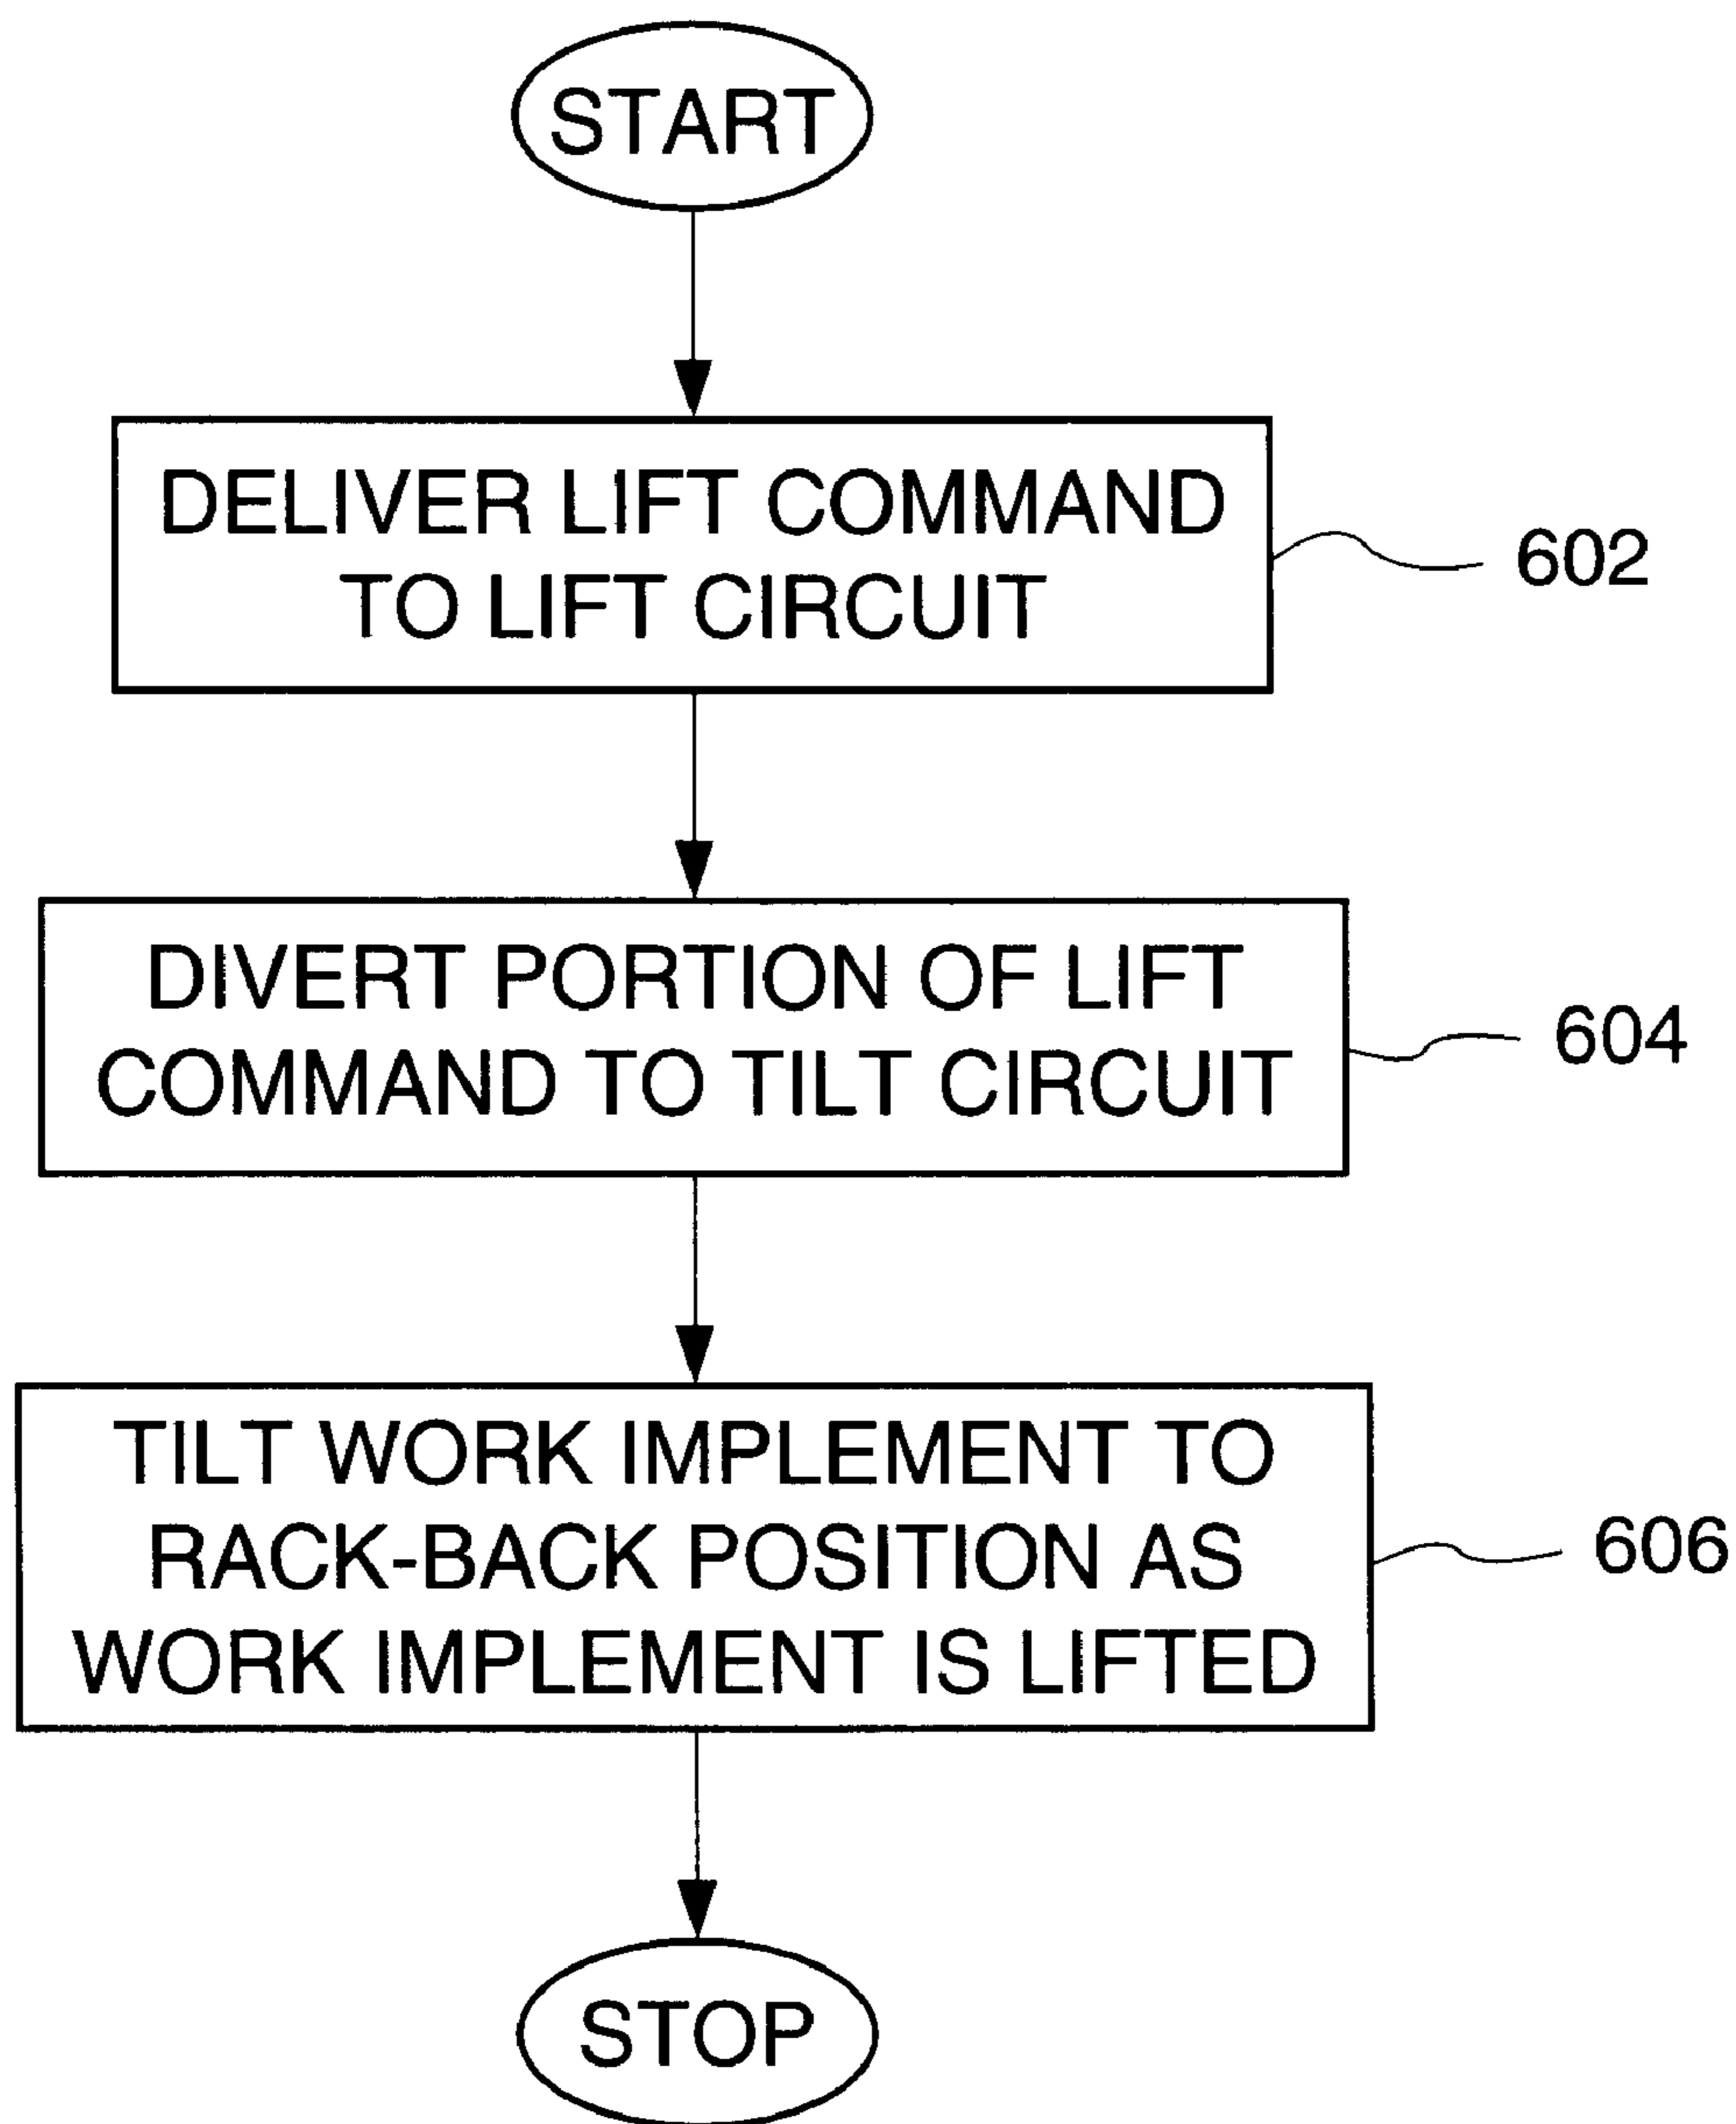 START
DELIVER LIFT COMMAND
TO LIFT CIRCUIT
602
DIVERT PORTION OF LIFT
COMMAND TO TILT CIRCUIT
604
TILT WORK IMPLEMENT TO
RACK-BACK POSITION AS
WORK IMPLEMENT IS LIFTED
606
STOP